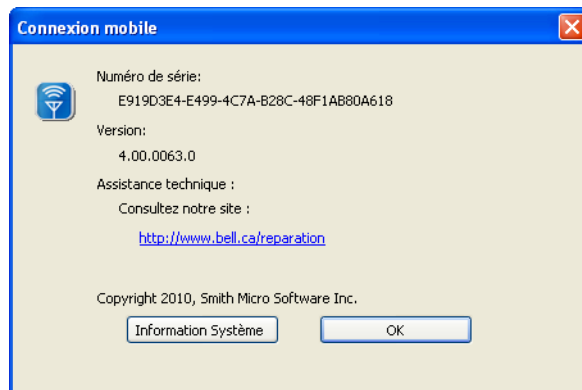 Connexion mobile
Numéro de série:
E919D3E4-E499-4C7A-B28C-48F1AB80A618
Version:
4.00.0063.0
Assistance technique :
Consultez notre site :
http://www.bell.ca/reparation
Copyright 2010, Smith Micro Software Inc.
Information Système
OK